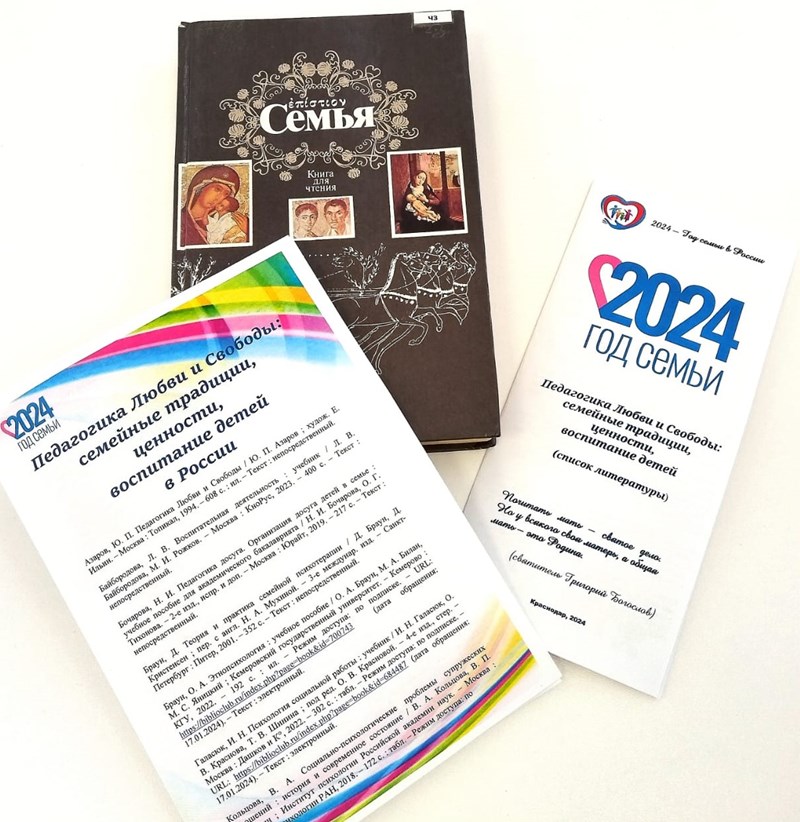 ЧЗ
ἐπίστιον
Семья
Книга
для
чтения
2024
ГОД СЕМЬИ
Педагогика Любви и Свободы:
семейные традиции,
ценности,
воспитание детей
в России
Азаров, Ю. П. Педагогика Любви и Свободы / Ю. П. Азаров ; худож. Е.
Ильин. – Москва : Топикал, 1994. – 608 с. : ил. – Текст : непосредственный.
Байбородова, Л. В. Воспитательная деятельность : учебник / Л. В.
Байбородова, М. И. Рожков. – Москва : КноРус, 2023. – 400 с. – Текст :
непосредственный.
Бочарова, Н. И. Педагогика досуга. Организация досуга детей в семье :
учебное пособие для академического бакалавриата / Н. И. Бочарова, О. Г.
Тихонова. – 2-е изд., испр. и доп. – Москва : Юрайт, 2019. – 217 с. – Текст :
непосредственный.
Браун, Д. Теория и практика семейной психотерапии / Д. Браун, Д.
Кристенсен ; пер. с англ. Н. А. Мухиной. – 3-е междунар. изд. – Санкт-
Петербург : Питер, 2001. – 352 с. – Текст : непосредственный.
Браун, О. А. Этнопсихология : учебное пособие / О. А. Браун, М. А. Билан,
М. С. Яницкий ; Кемеровский государственный университет. – Кемерово :
КГУ, 2022. – 192 с. : ил. – Режим доступа: по подписке. – URL:
https://biblioclub.ru/index.php?page=book&id=700743 (дата обращения:
17.01.2024). – Текст : электронный.
Галасюк, И. Н. Психология социальной работы : учебник / И. Н. Галасюк, О.
В. Краснова, Т. В. Шинина ; под ред. О. В. Красновой. – 4-е изд., стер. –
Москва : Дашков и К°, 2022. – 302 с. : табл. – Режим доступа: по подписке. –
URL: https://biblioclub.ru/index.php?page=book&id=684487 (дата обращения:
17.01.2024). – Текст : электронный.
Кольцова, В. А. Социально-психологические проблемы супружеских
отношений : история и современное состояние / В. А. Кольцова, В. П.
; Институт психологии Российской академии наук. – Москва :
психологии РАН, 2018. – 172 с. : табл. – Режим доступа: по
2024 – Год семьи в России
2024
ГОД СЕМЬИ
Педагогика Любви и Свободы:
семейные традиции,
ценности,
воспитание детей
(список литературы)
Почитать мать – святое дело.
Но у всякого своя матерь, а общая
мать – это Родина.
(святитель Григорий Богослов)
Краснодар, 2024